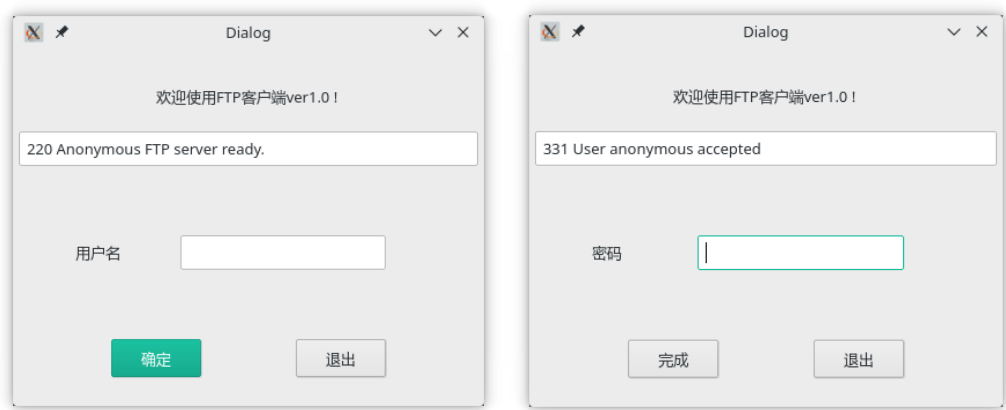 Dialog
欢迎使用FTP客户端ver1.0！
220 Anonymous FTP server ready.
用户名
确定
退出
Dialog
欢迎使用FTP客户端ver1.0！
331 User anonymous accepted
密码
完成
退出